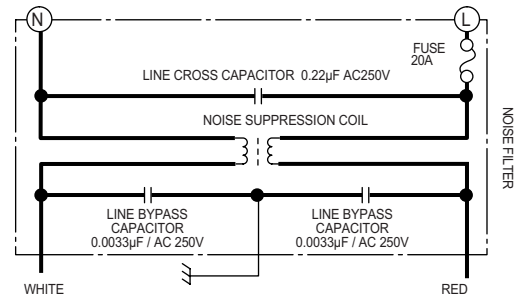 N
L
FUSE
20A
LINE CROSS CAPACITOR 0.22µF AC250V
NOISE SUPPRESSION COIL
NOISE FILTER
LINE BYPASS
CAPACITOR
0.0033µF / AC 250V
LINE BYPASS
CAPACITOR
0.0033µF / AC 250V
WHITE
RED